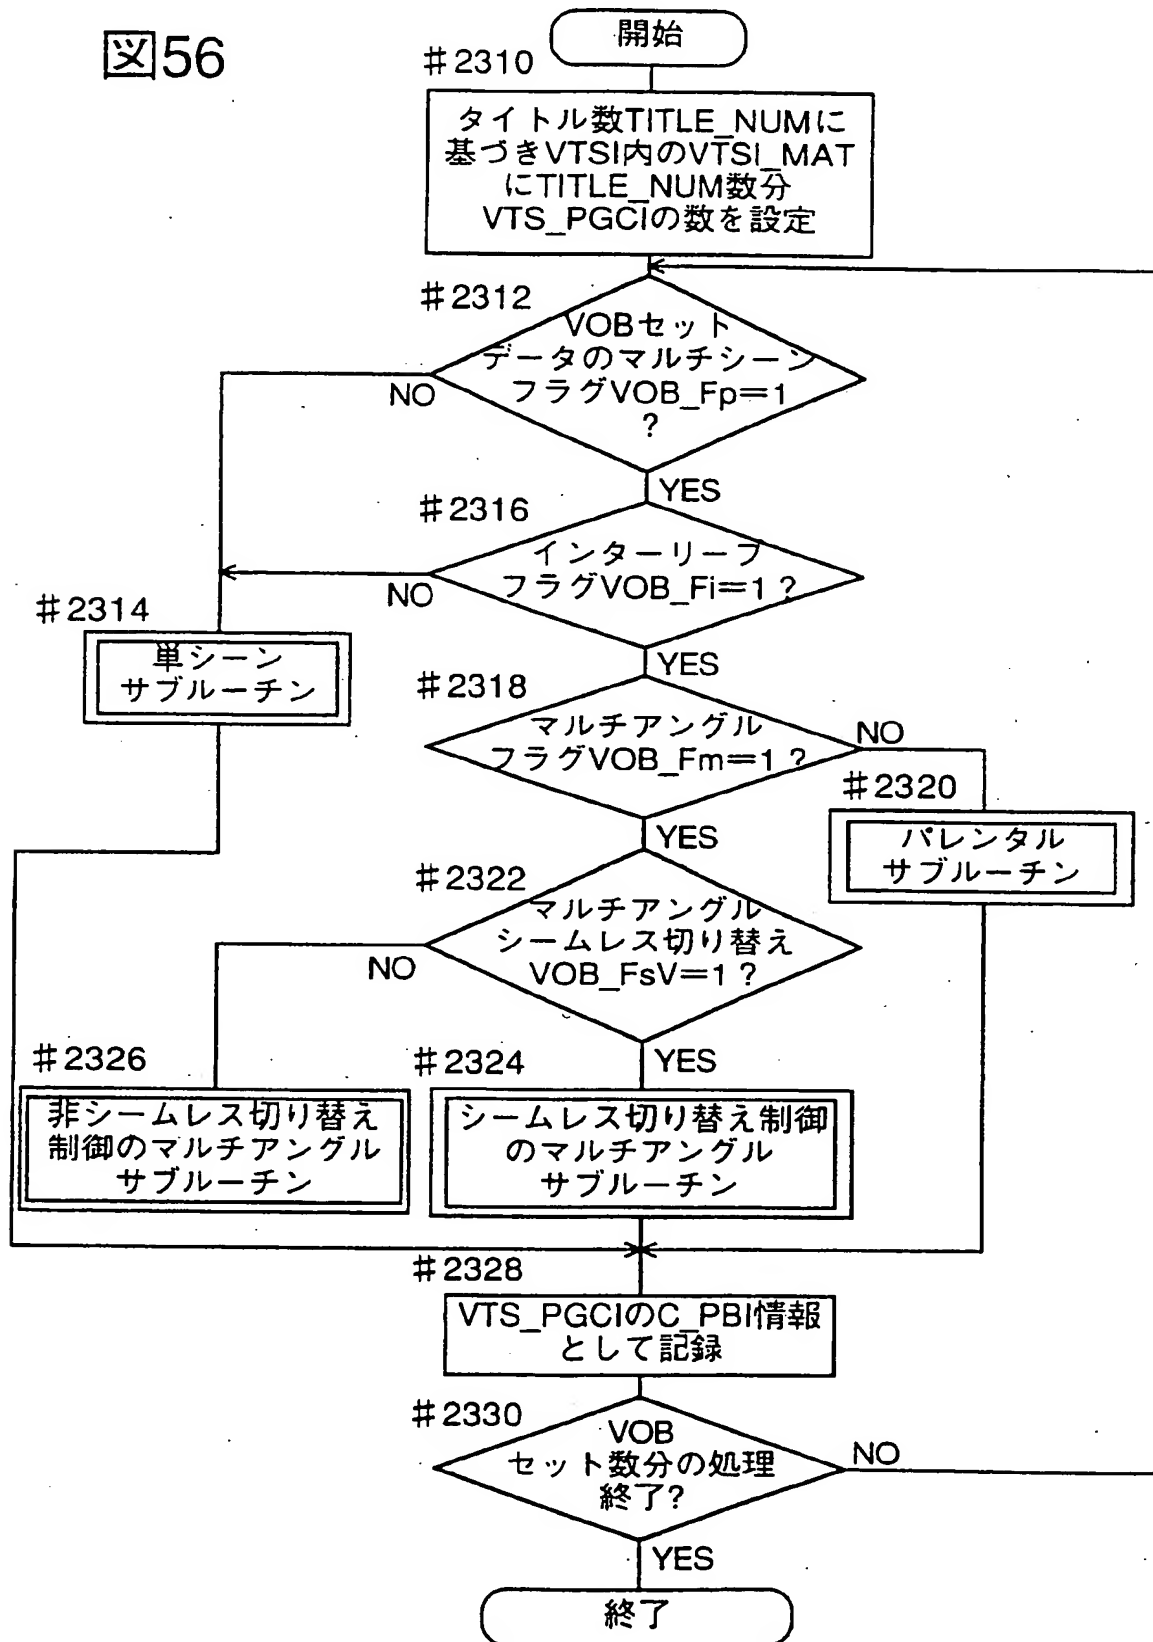 図56
開始
#2310
タイトル数TITLE_NUMに
基づきVTSI内のVTSI_MAT
にTITLE_NUM数分
VTS_PGCIの数を設定
#2312
VOBセット
データのマルチシーン
フラグVOB_Fp=1
?
NO
YES
#2316
インターリーブ
フラグVOB_Fi=1?
NO
YES
#2314
単シーン
サブルーチン
#2318
マルチアングル
フラグVOB_Fm=1?
NO
YES
#2320
パレンタル
サブルーチン
#2322
マルチアングル
シームレス切り替え
VOB_FsV=1?
NO
YES
#2326
非シームレス切り替え
制御のマルチアングル
サブルーチン
#2324
シームレス切り替え制御
のマルチアングル
サブルーチン
#2328
VTS_PGCIのC_PBI情報
として記録
#2330
VOB
セット数分の処理
終了?
NO
YES
終了